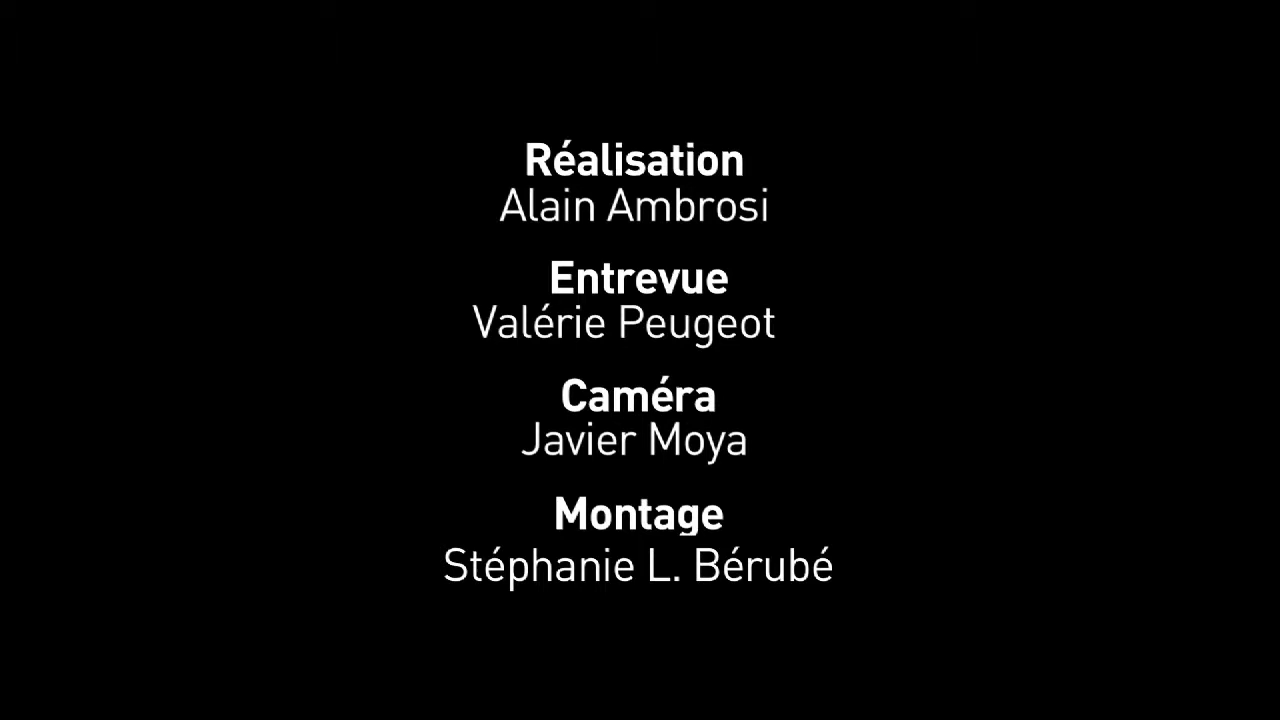 Réalisation
Alain Ambrosi
Entrevue
Valérie Peugeot
Caméra
Javier Moya
Montage
Stéphanie L. Bérubé